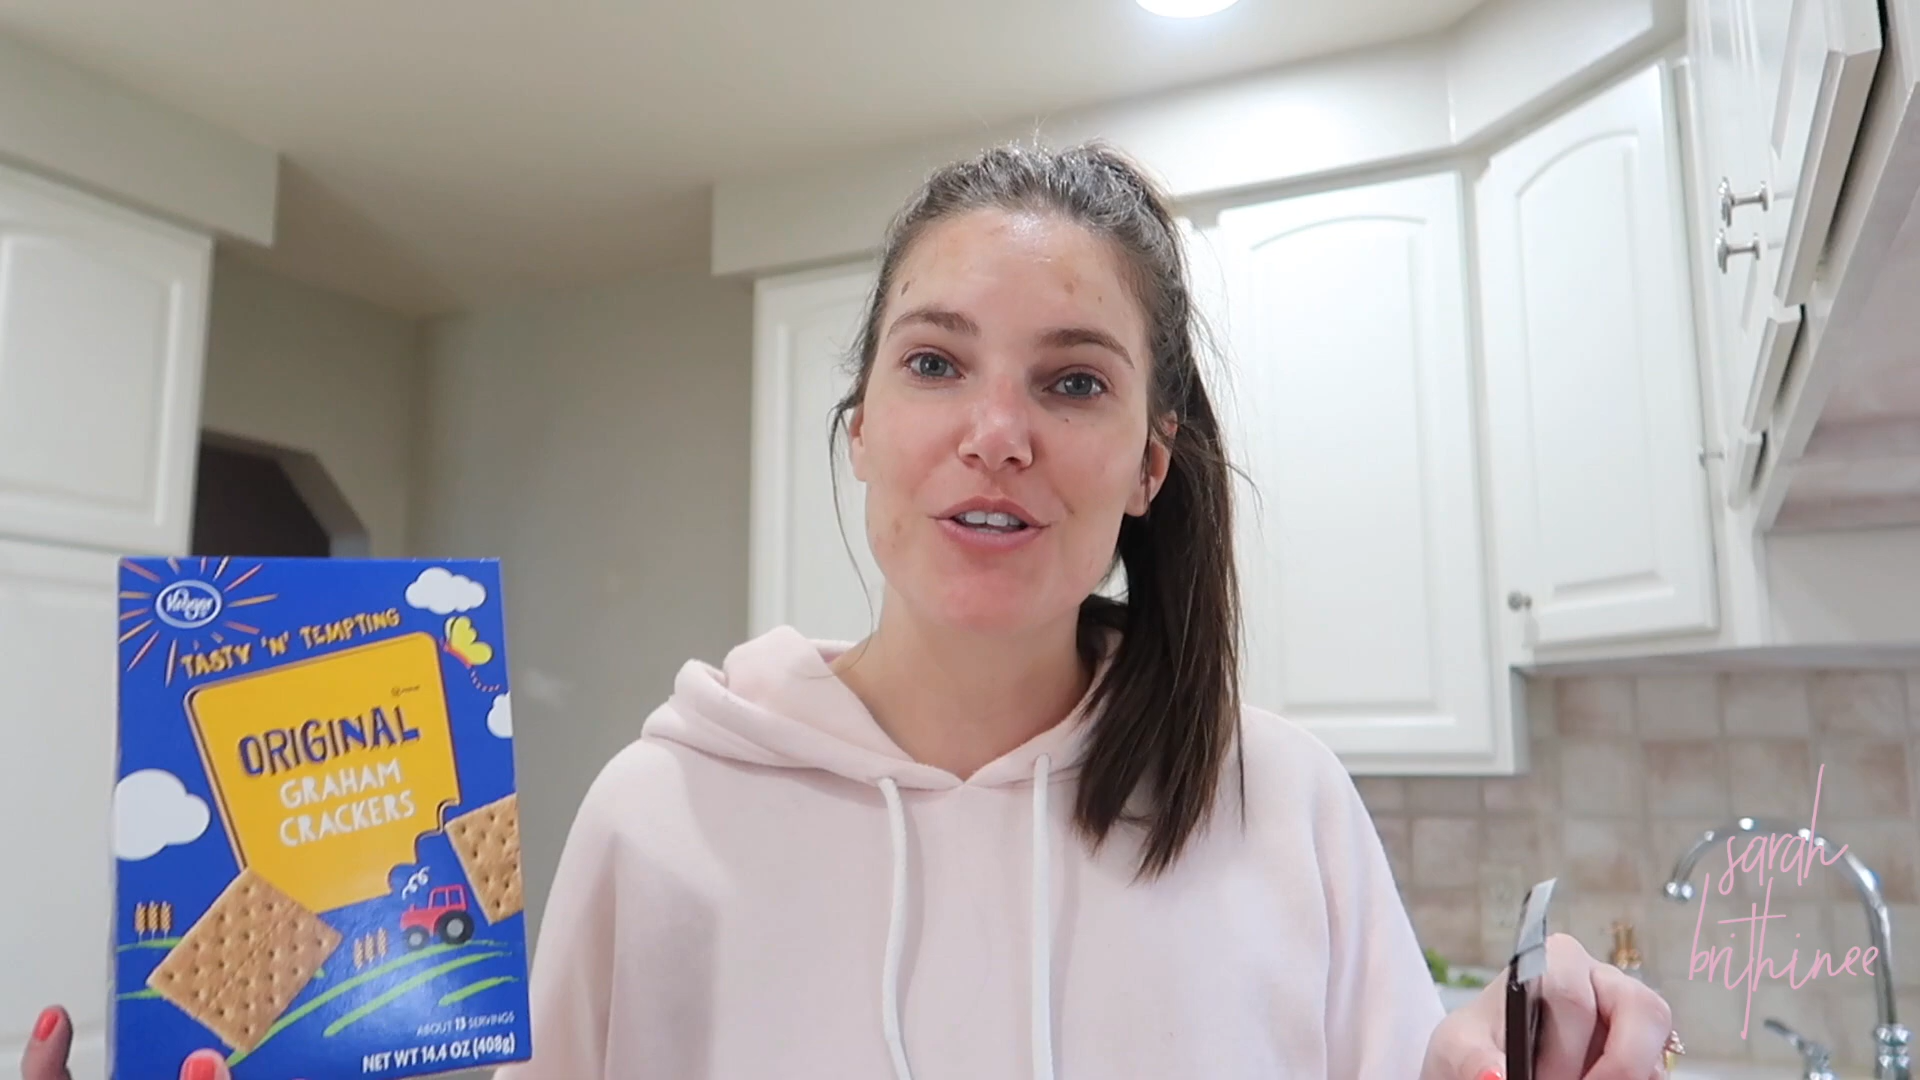 Kroger
TASTY 'N' TEMPTING
ORIGINAL
GRAHAM
CRACKERS
ABOUT 13 SERVINGS
NET WT 14.4 OZ (408g)
sarah
brithinee